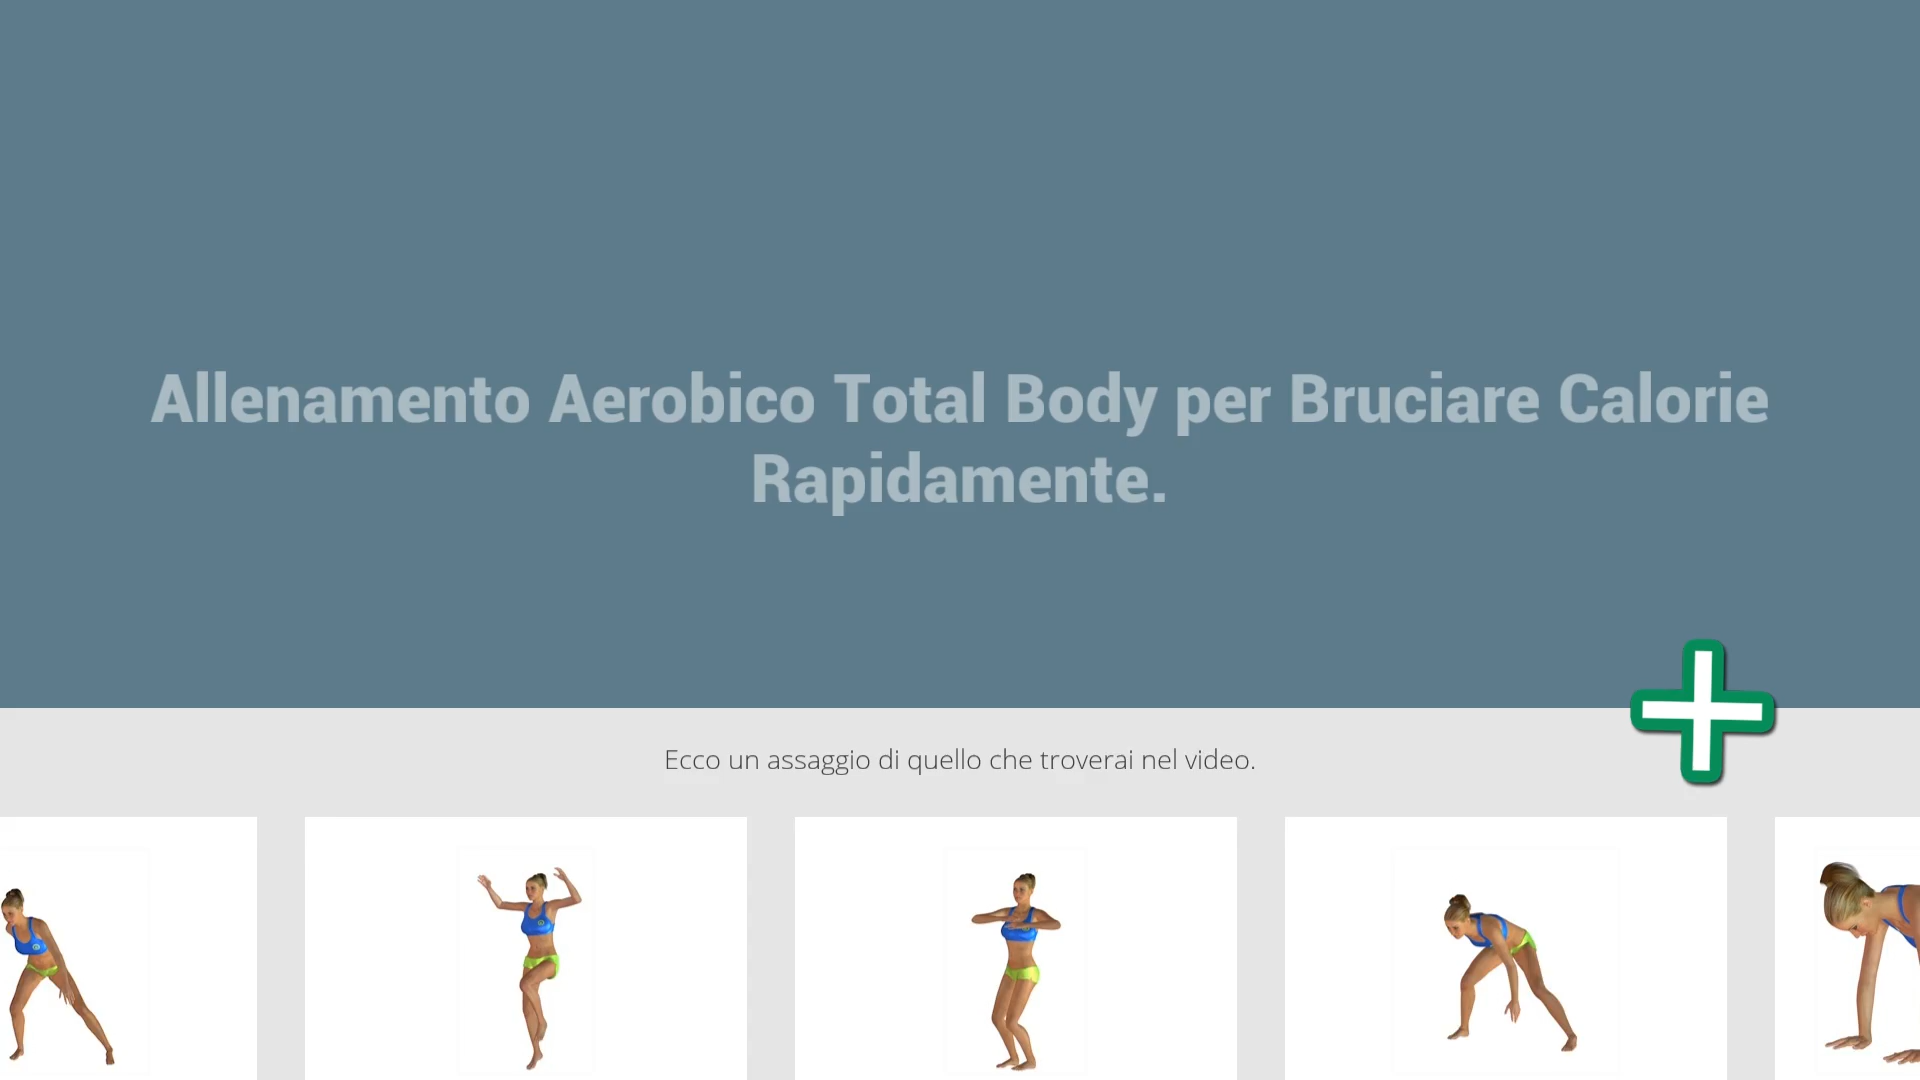 Allenamento Aerobico Total Body per Bruciare Calorie
Rapidamente.
Ecco un assaggio di quello che troverai nel video.